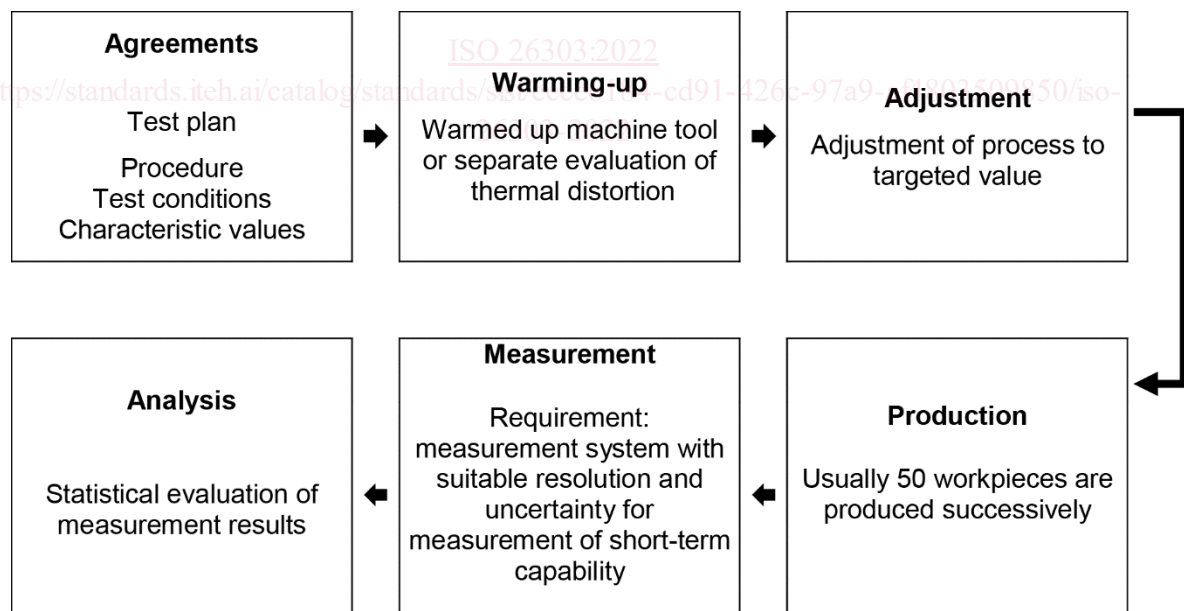 Agreements
Test plan
Procedure
Test conditions
Characteristic values
ISO 26303:2022
Warming-up
Warmed up machine tool
or separate evaluation of
thermal distortion
Adjustment
Adjustment of process to
targeted value
Analysis
Statistical evaluation of
measurement results
Measurement
Requirement:
measurement system with
suitable resolution and
uncertainty for
measurement of short-term
capability
Production
Usually 50 workpieces are
produced successively